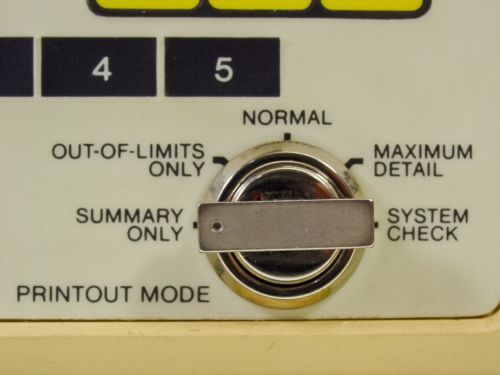 4 5
NORMAL
OUT-OF-LIMITS
ONLY
MAXIMUM
DETAIL
SUMMARY
ONLY
SYSTEM
CHECK
PRINTOUT MODE